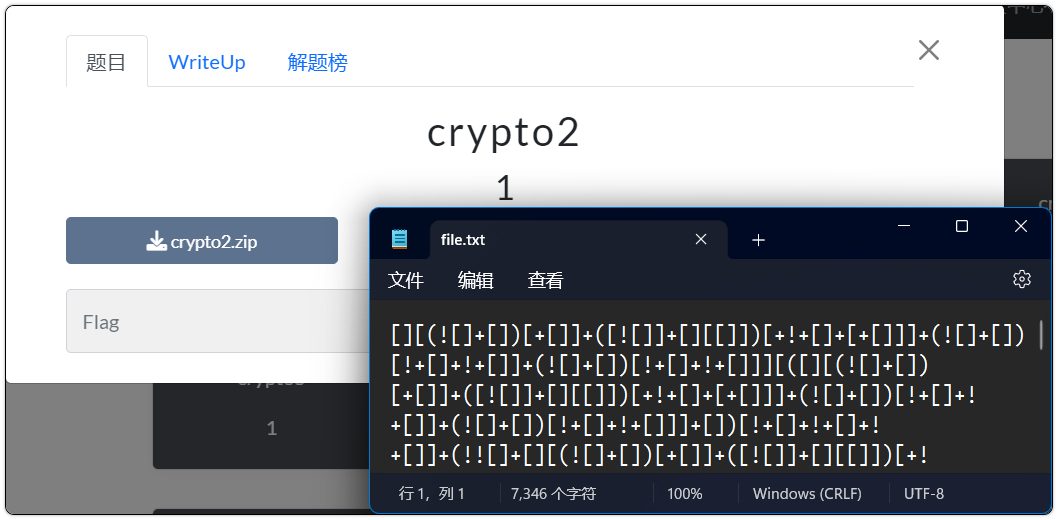 题目 WriteUp 解题榜
crypto2
1
crypto2.zip
Flag
1
file.txt
文件 编辑 查看
[][(![]+[])[+[]]+([![]]+[][[]])[+!+[]+[+[]]]+(![]+[])
[!+[]+!+[]]+(![]+[])[!+[]+!+[]]][([][(![]+[])
[+[]]+([![]]+[][[]])[+!+[]+[+[]]]+(![]+[])[!+[]+!
+[]]+(![]+[])[!+[]+!+[]]]+[])[!+[]+!+[]+!
+[]]+(!![]+[][(![]+[])[+[]]+([![]]+[][[]])[+!
行 1，列 1 7,346 个字符 100% Windows (CRLF) UTF-8